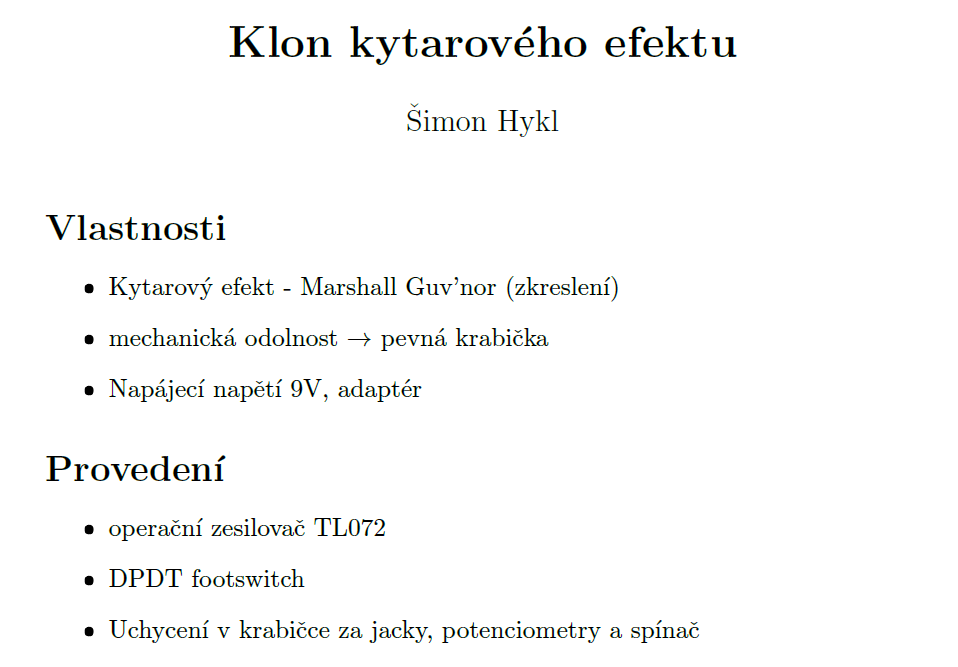 Klon kytarového efektu
Šimon Hykl
Vlastnosti
• Kytarový efekt - Marshall Guv'nor (zkreslení)
• mechanická odolnost → pevná krabička
• Napájecí napětí 9V, adaptér
Provedení
• operační zesilovač TL072
• DPDT footswitch
• Uchycení v krabičce za jacky, potenciometry a spínač